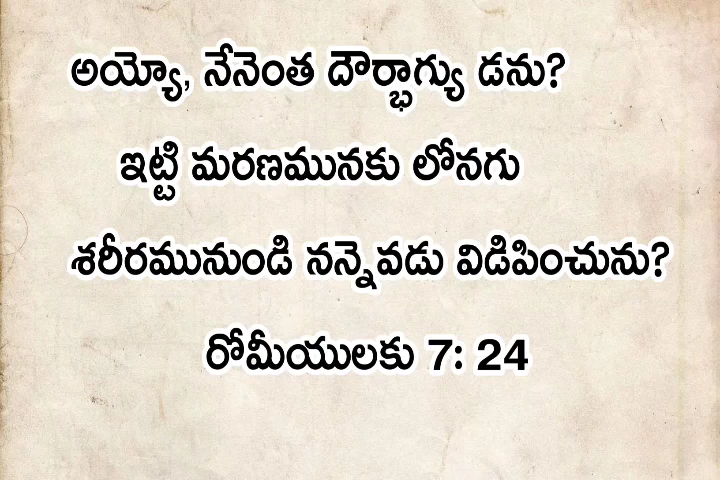 అయ్యో, నేనెంత దౌర్భాగ్యు డను?
ఇట్టి మరణమునకు లోనగు
శరీరమునుండి నన్నెవడు విడిపించును?
రోమీయులకు 7: 24